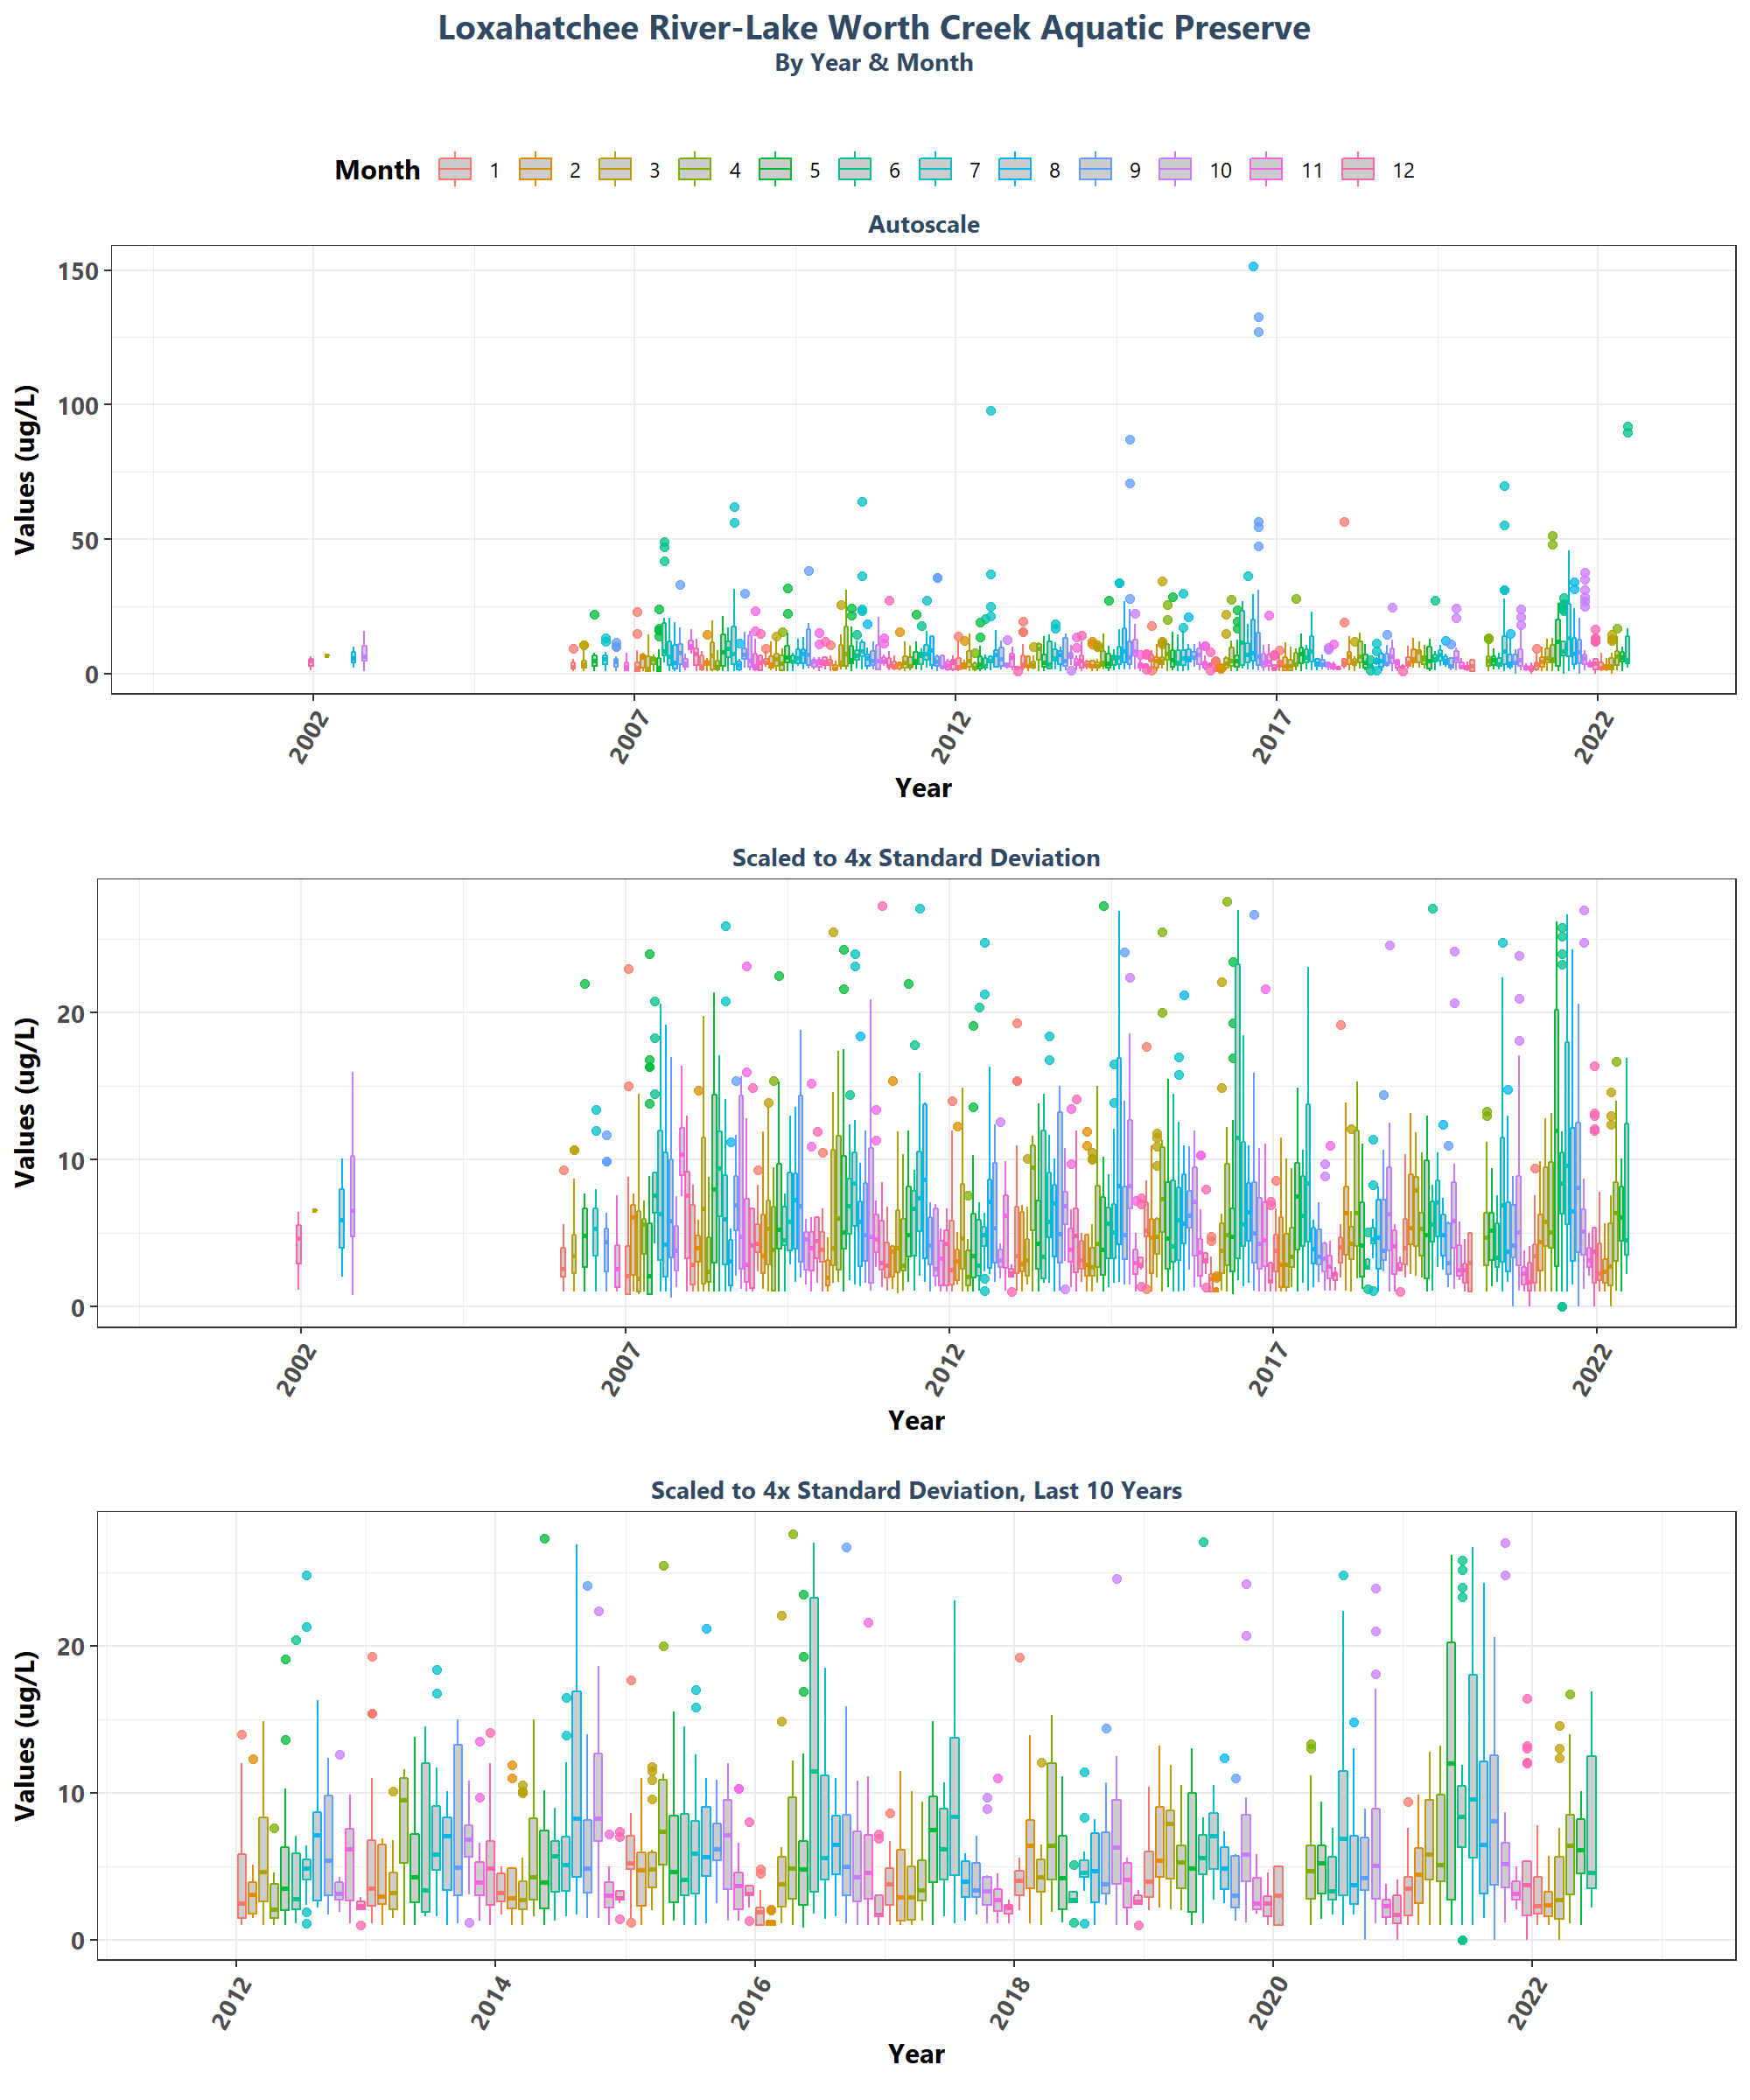 Loxahatchee River-Lake Worth Creek Aquatic Preserve
By Year & Month
Month 1 2 3 4 5 6 7 8 9 10 11 12
Autoscale
150
100
50
0
Values (ug/L)
2002 2007 2012 2017 2022
Year
Scaled to 4x Standard Deviation
20
10
0
Values (ug/L)
2002 2007 2012 2017 2022
Year
Scaled to 4x Standard Deviation, Last 10 Years
20
10
0
Values (ug/L)
2012 2014 2016 2018 2020 2022
Year